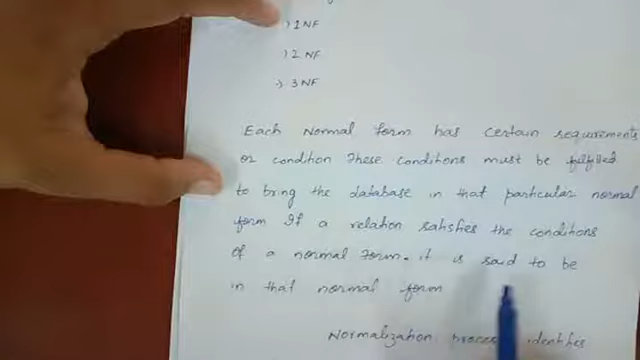 1 NF
2 NF
3 NF
Each Normal form has certain requirements
or condition These conditions must be fulfilled
to bring the database in that particular normal
form If a relation satisfies the conditions
of a normal form. it is said to be
in that normal form
Normalization process identifies